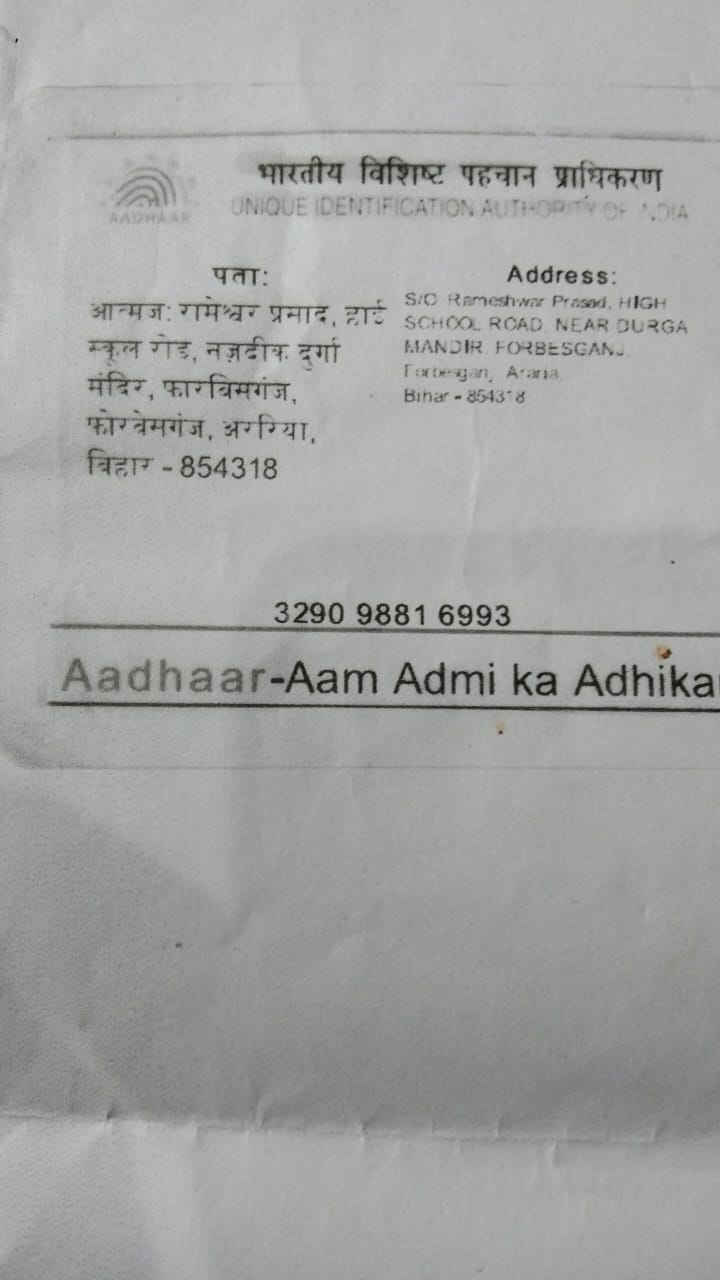 भारतीय विशिष्ट पहचान प्राधिकरण
AADHAAR
UNIQUE IDENTIFICATION AUTHORITY OF INDIA
पता:
आत्मज: रामेश्वर प्रसाद, हाई
स्कूल रोड, नज़दीक दुर्गा
मंदिर, फारबिसगंज,
फोरबेसगंज, अररिया,
बिहार - 854318
Address:
S/O Rameshwar Prasad, HIGH
SCHOOL ROAD, NEAR DURGA
MANDIR, FORBESGANJ,
Forbesganj, Araria,
Bihar - 854318
3290 9881 6993
Aadhaar-Aam Admi ka